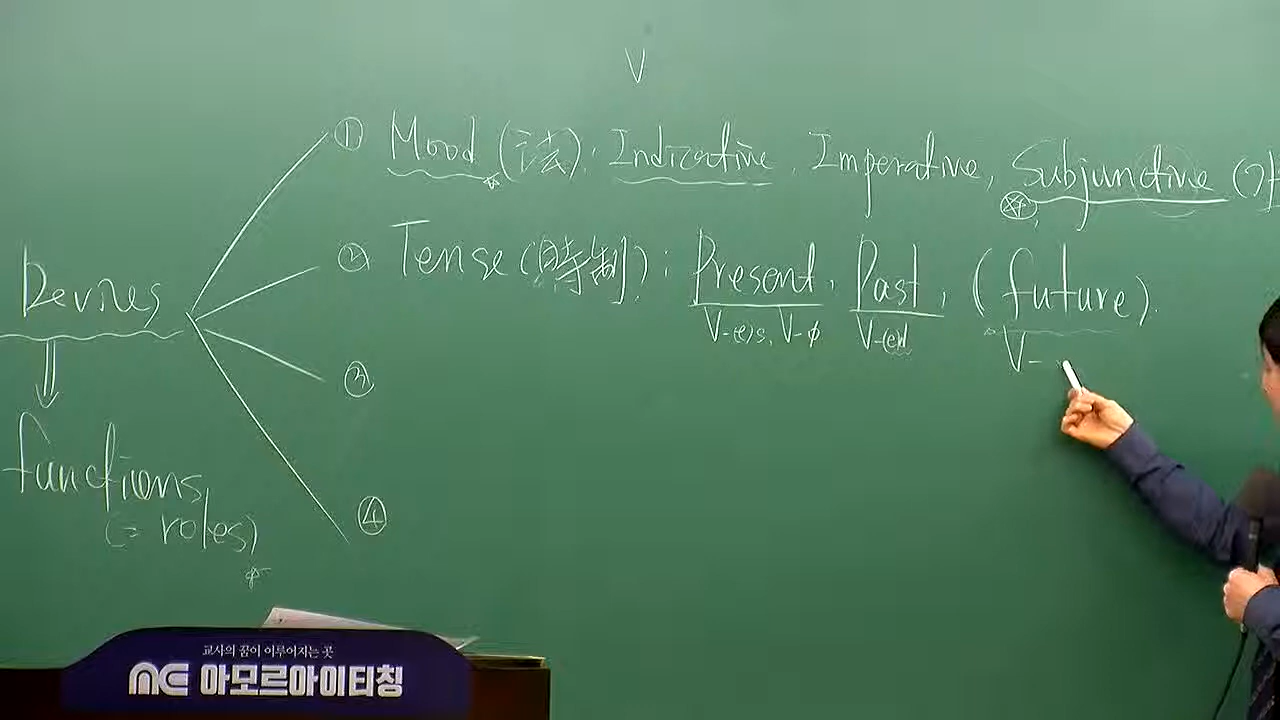 V
① Mood (法): Indicative, Imperative, Subjunctive (가
② Tense (時制): Present, Past, (future).
V-(e)s, V-ø V-(e)d V-
Devices
③
functions
(= roles)
④
교사의 꿈이 이루어지는 곳
아모르아이티칭